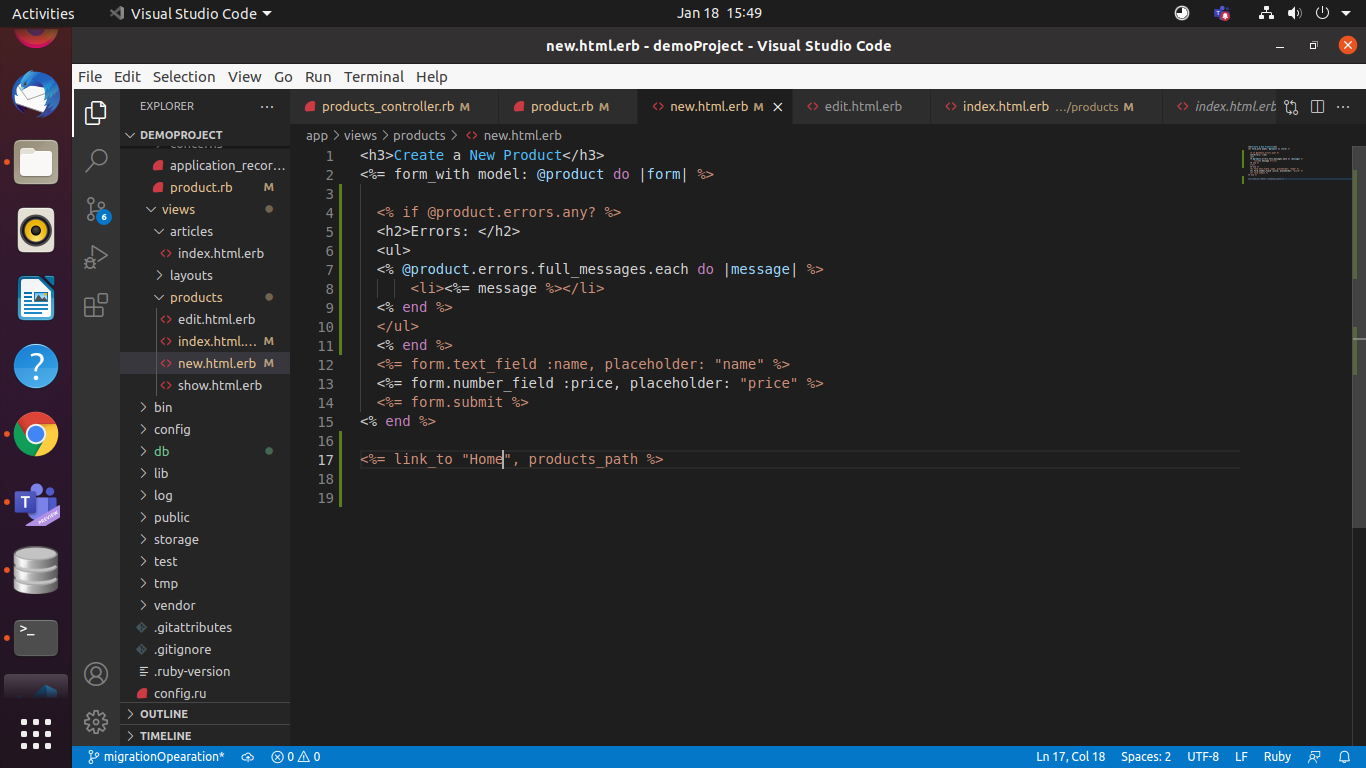 Activities
Visual Studio Code
Jan 18 15:49
new.html.erb - demoProject - Visual Studio Code
File Edit Selection View Go Run Terminal Help
EXPLORER
products_controller.rb M
product.rb M
new.html.erb M
edit.html.erb
index.html.erb .../products M
index.html.erb
DEMOPROJECT
application_recor...
product.rb M
views
articles
index.html.erb
layouts
products
edit.html.erb
index.html.... M
new.html.erb M
show.html.erb
bin
config
db
lib
log
public
storage
test
tmp
vendor
.gitattributes
.gitignore
.ruby-version
config.ru
OUTLINE
TIMELINE
6
T
PREVIEW
?
>_
app > views > products > new.html.erb
1 <h3>Create a New Product</h3>
2 <%= form_with model: @product do |form| %>
3
4 <% if @product.errors.any? %>
5 <h2>Errors: </h2>
6 <ul>
7 <% @product.errors.full_messages.each do |message| %>
8 <li><%= message %></li>
9 <% end %>
10 </ul>
11 <% end %>
12 <%= form.text_field :name, placeholder: "name" %>
13 <%= form.number_field :price, placeholder: "price" %>
14 <%= form.submit %>
15 <% end %>
16
17 <%= link_to "Home", products_path %>
18
19
migrationOpearation*
0 0
Ln 17, Col 18
Spaces: 2
UTF-8
LF
Ruby